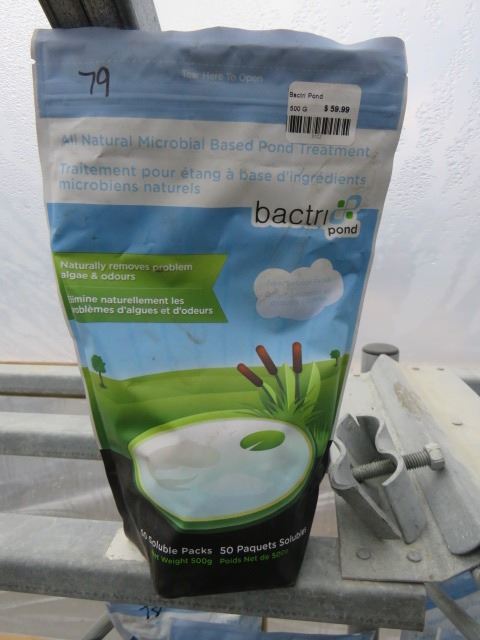 79
Tear Here To Open
Bactri Pond
500 G $ 59.99
All Natural Microbial Based Pond Treatment
Traitement pour étang à base d'ingrédients
microbiens naturels
bactri
pond
Naturally removes problem
algae & odours
Élimine naturellement les
problèmes d'algues et d'odeurs
50 Soluble Packs 50 Paquets Solubles
Net Weight 500g Poids Net de 500g